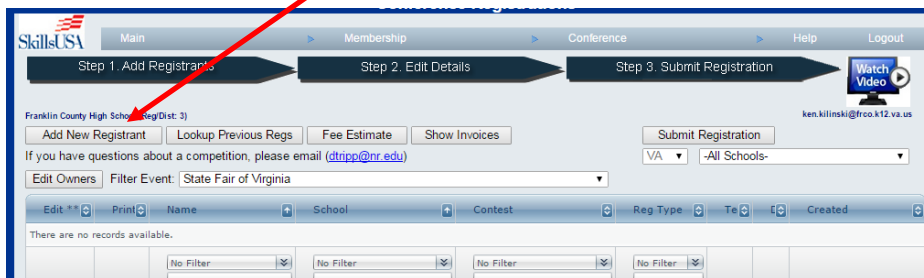 SkillsUSA Main > Membership > Conference > Help Logout
Step 1. Add Registrants Step 2. Edit Details Step 3. Submit Registration Watch Video
Franklin County High School (Reg/Dist: 3) ken.kilinski@frco.k12.va.us
Add New Registrant Lookup Previous Regs Fee Estimate Show Invoices Submit Registration
If you have questions about a competition, please email (dtripp@nr.edu) VA -All Schools-
Edit Owners Filter Event: State Fair of Virginia
Edit ** Print Name School Contest Reg Type Te Created
There are no records available.
No Filter No Filter No Filter No Filter